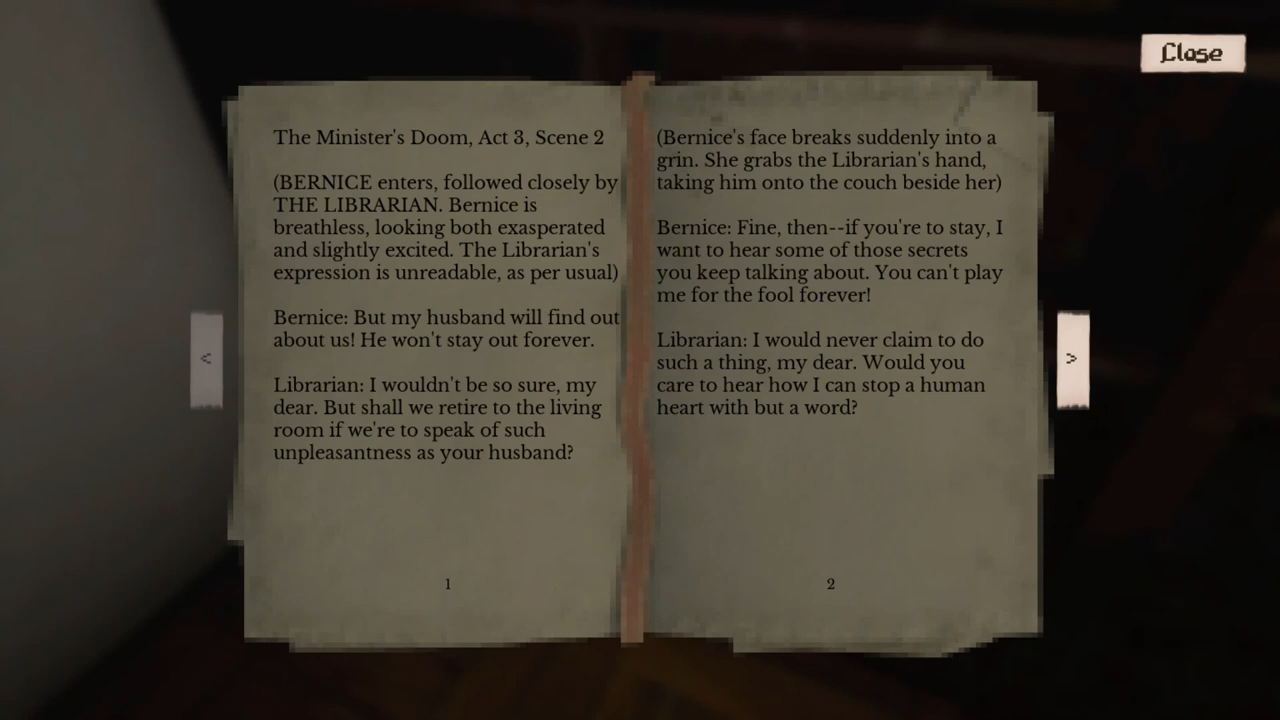 Close
The Minister's Doom, Act 3, Scene 2
(BERNICE enters, followed closely by
THE LIBRARIAN. Bernice is
breathless, looking both exasperated
and slightly excited. The Librarian's
expression is unreadable, as per usual)
Bernice: But my husband will find out
about us! He won't stay out forever.
Librarian: I wouldn't be so sure, my
dear. But shall we retire to the living
room if we're to speak of such
unpleasantness as your husband?
1
(Bernice's face breaks suddenly into a
grin. She grabs the Librarian's hand,
taking him onto the couch beside her)
Bernice: Fine, then--if you're to stay, I
want to hear some of those secrets
you keep talking about. You can't play
me for the fool forever!
Librarian: I would never claim to do
such a thing, my dear. Would you
care to hear how I can stop a human
heart with but a word?
2
<
>